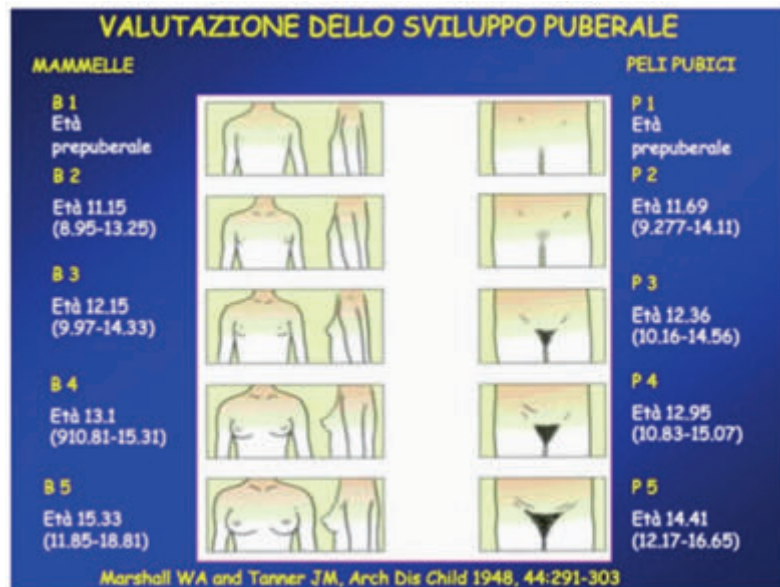 VALUTAZIONE DELLO SVILUPPO PUBERALE
MAMMELLE
B 1
Età
prepuberale
B 2
Età 11.15
(8.95-13.25)
B 3
Età 12.15
(9.97-14.33)
B 4
Età 13.1
(910.81-15.31)
B 5
Età 15.33
(11.85-18.81)
PELI PUBICI
P 1
Età
prepuberale
P 2
Età 11.69
(9.277-14.11)
P 3
Età 12.36
(10.16-14.56)
P 4
Età 12.95
(10.83-15.07)
P 5
Età 14.41
(12.17-16.65)
Marshall WA and Tanner JM, Arch Dis Child 1948, 44:291-303